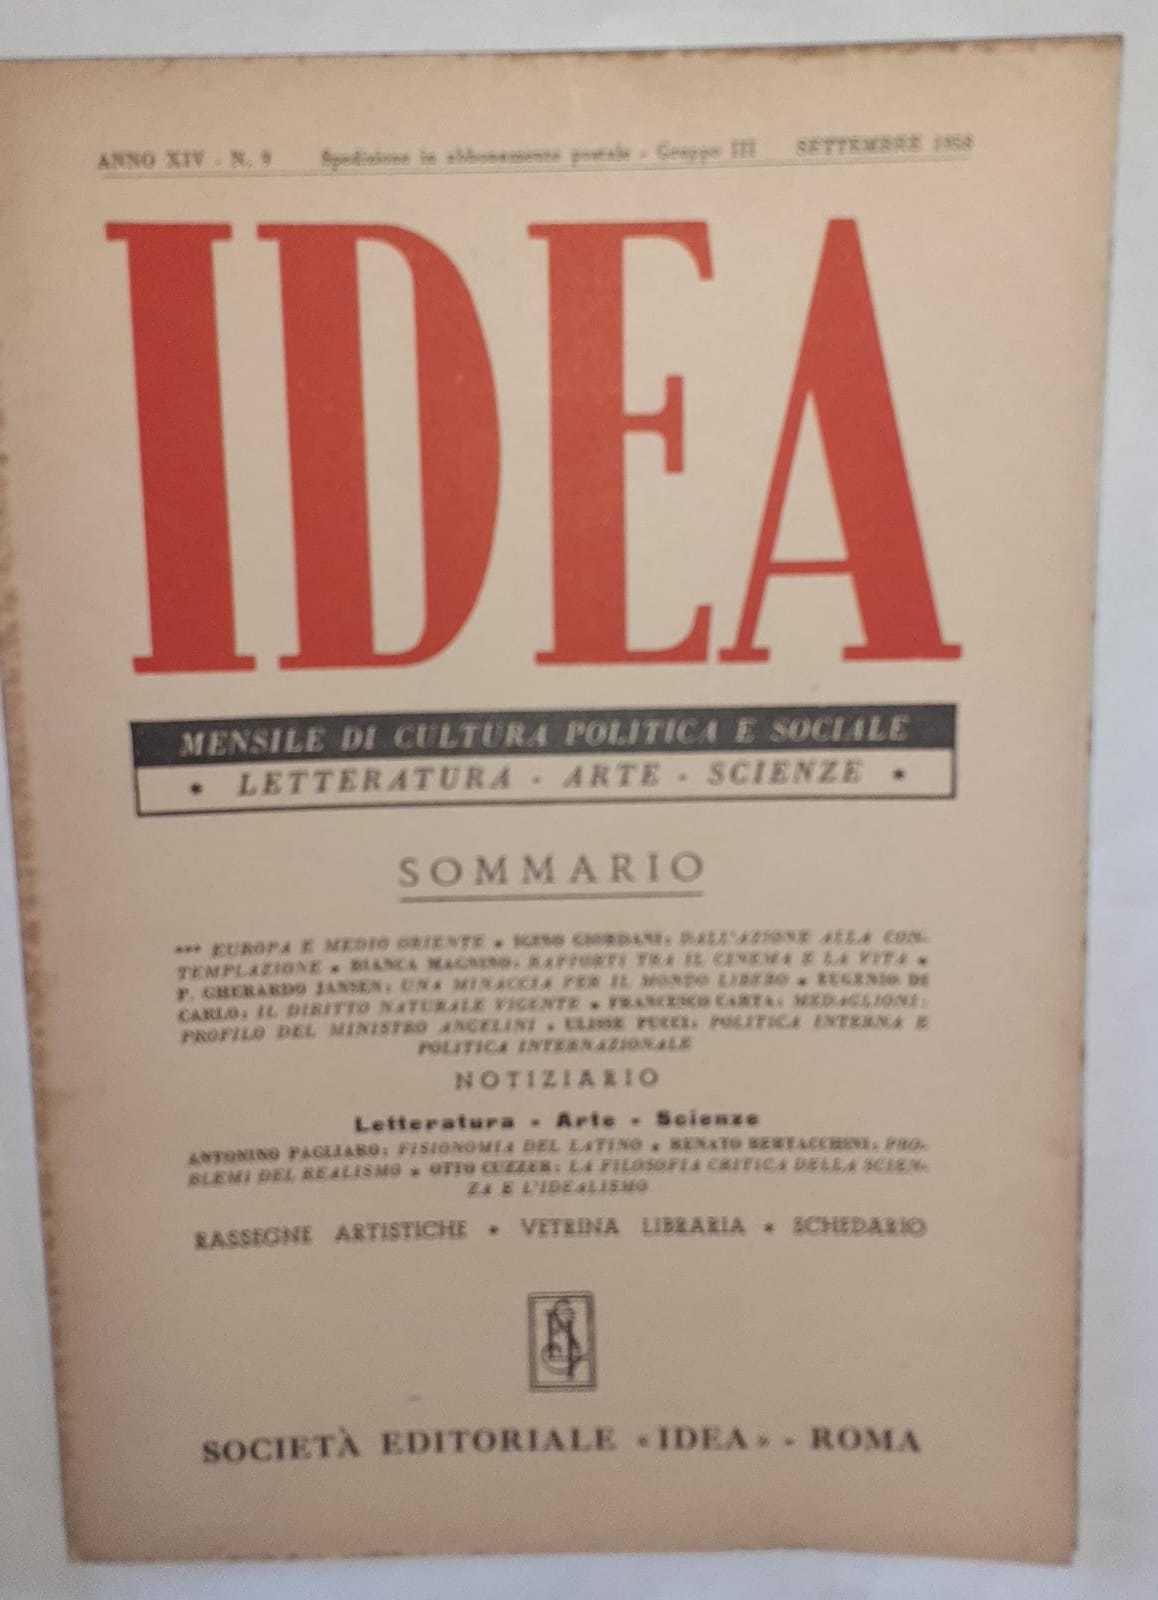 ANNO XIV - N. 9 Spedizione in abbonamento postale - Gruppo III SETTEMBRE 1958
IDEA
MENSILE DI CULTURA POLITICA E SOCIALE
* LETTERATURA - ARTE - SCIENZE *
SOMMARIO
*** EUROPA E MEDIO ORIENTE * IGINO GIORDANI: DALL'AZIONE ALLA CON-
TEMPLAZIONE * BIANCA MAGNINO: RAPPORTI TRA IL CINEMA E LA VITA *
P. GHERARDO JANSEN: UNA MINACCIA PER IL MONDO LIBERO * EUGENIO DI
CARLO: IL DIRITTO NATURALE VIGENTE * FRANCESCO CARTA: MEDAGLIONI:
PROFILO DEL MINISTRO ANGELINI * ULISSE PUCCI: POLITICA INTERNA E
POLITICA INTERNAZIONALE
NOTIZIARIO
Letteratura - Arte - Scienze
ANTONINO PAGLIARO: FISIONOMIA DEL LATINO * RENATO BERTACCHINI: PRO-
BLEMI DEL REALISMO * OTTO CUZZER: LA FILOSOFIA CRITICA DELLA SCIEN-
ZA E L'IDEALISMO
RASSEGNE ARTISTICHE * VETRINA LIBRARIA * SCHEDARIO
SOCIETÀ EDITORIALE «IDEA» - ROMA